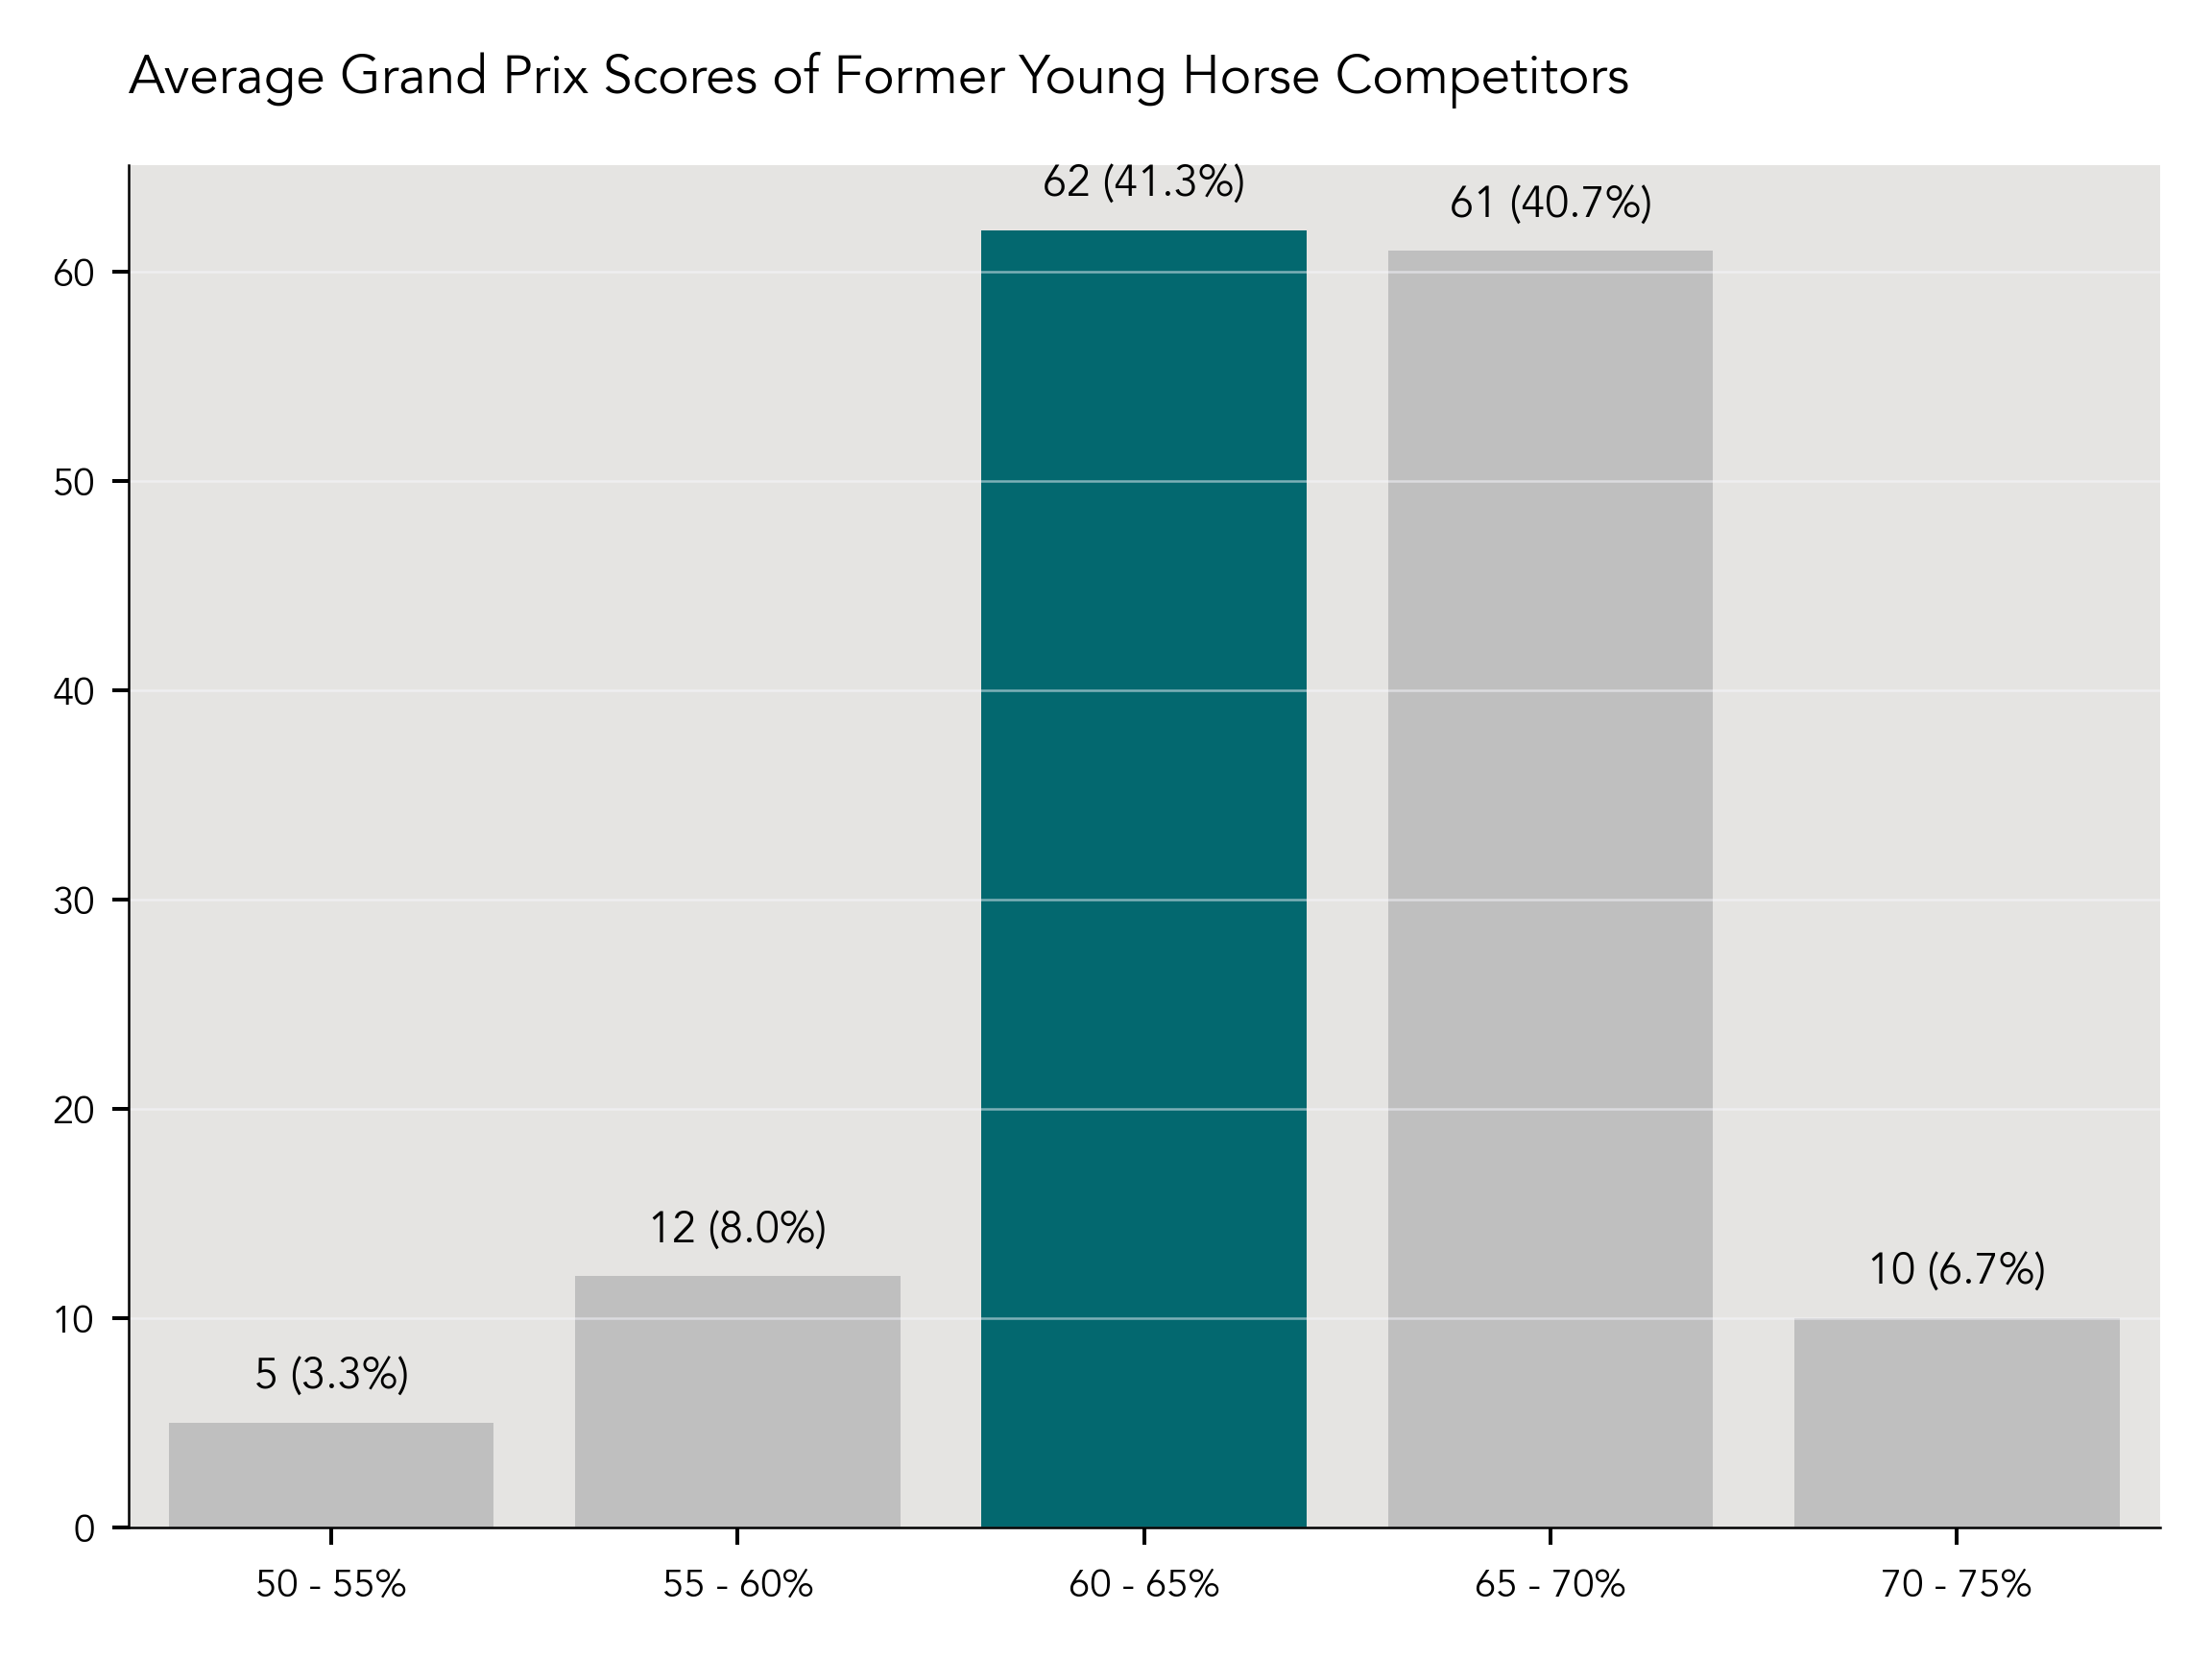 Average Grand Prix Scores of Former Young Horse Competitors
62 (41.3%)
61 (40.7%)
60
50
40
30
20
12 (8.0%)
10 (6.7%)
10
5 (3.3%)
0
50 - 55%
55 - 60%
60 - 65%
65 - 70%
70 - 75%